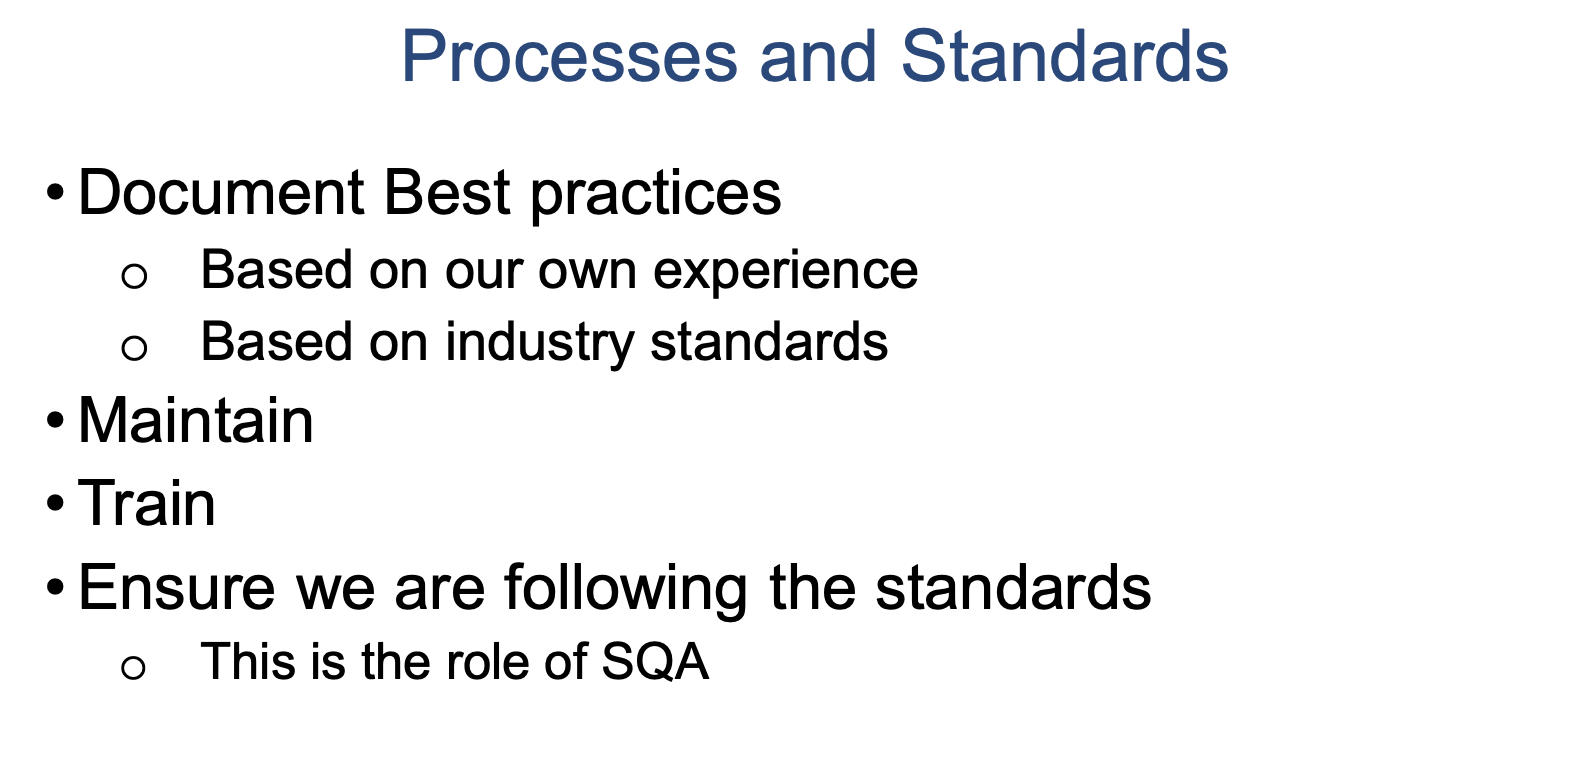 Processes and Standards
• Document Best practices
o Based on our own experience
o Based on industry standards
• Maintain
• Train
• Ensure we are following the standards
o This is the role of SQA